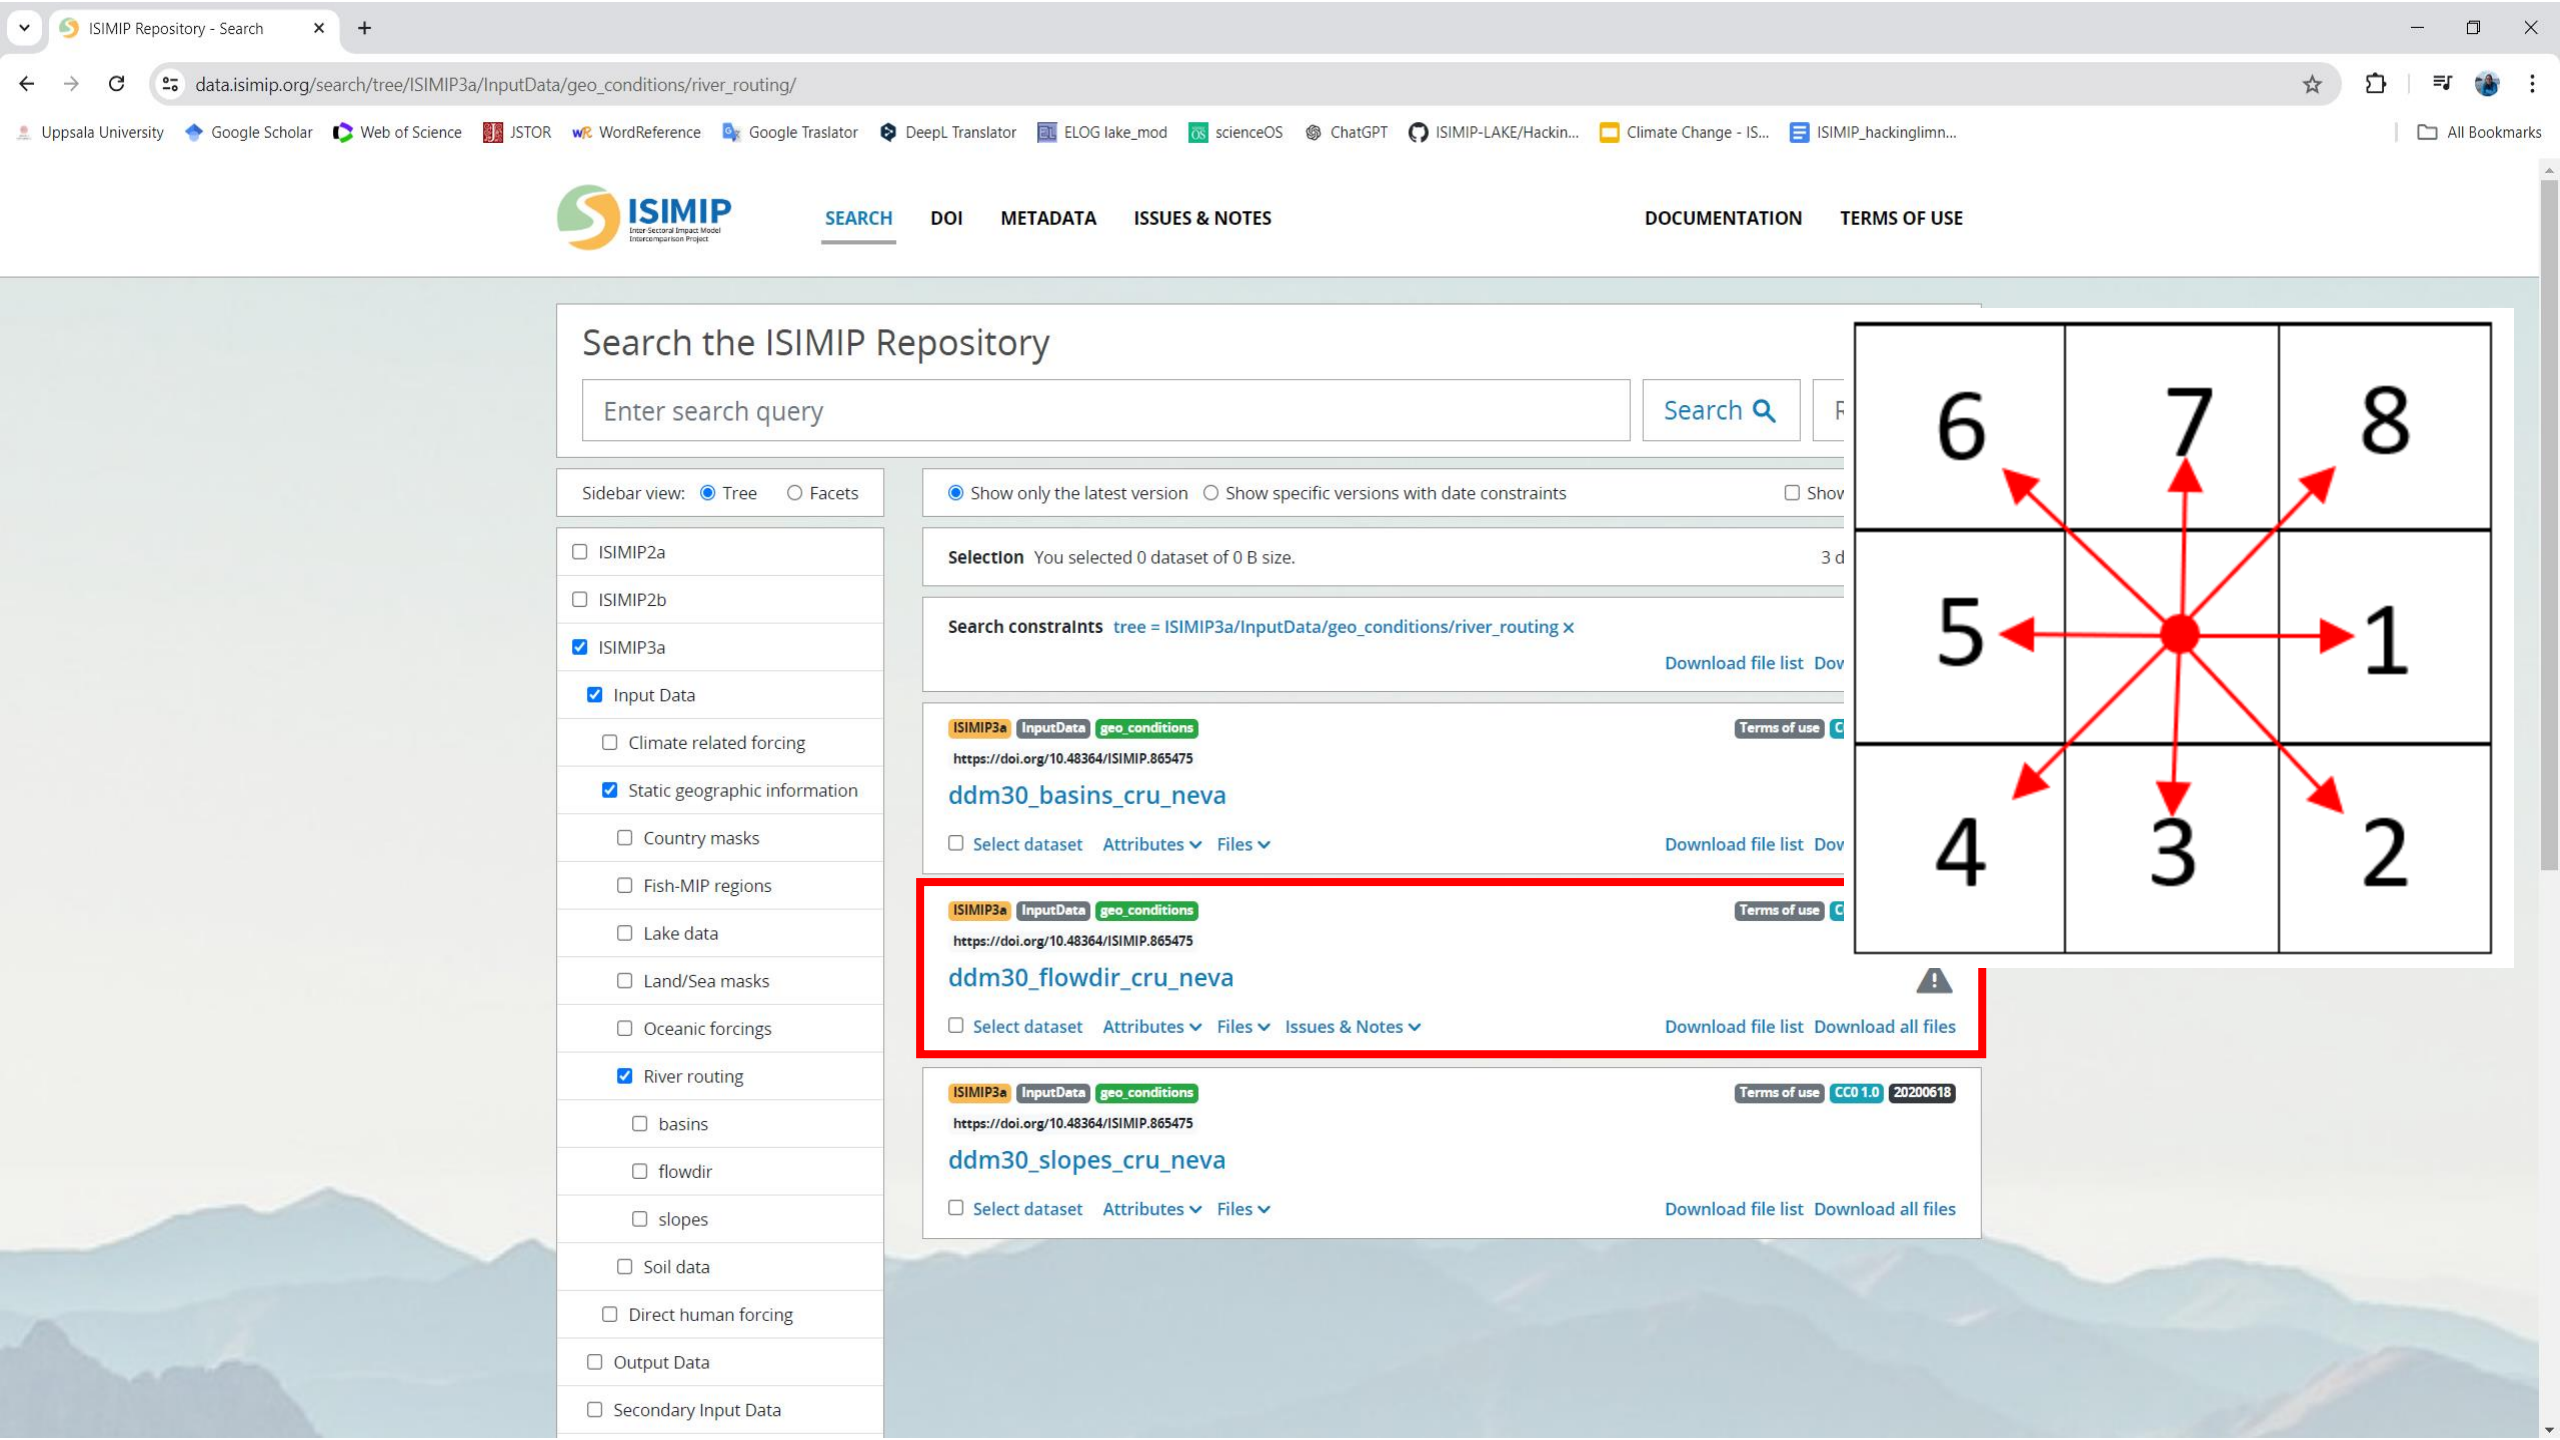 ISIMIP Repository - Search
data.isimip.org/search/tree/ISIMIP3a/InputData/geo_conditions/river_routing/
Uppsala University Google Scholar Web of Science JSTOR WordReference Google Traslator DeepL Translator ELOG lake_mod scienceOS ChatGPT ISIMIP-LAKE/Hackin... Climate Change - IS... ISIMIP_hackinglimn... All Bookmarks
ISIMIP
Inter-Sectoral Impact Model
Intercomparison Project
SEARCH DOI METADATA ISSUES & NOTES DOCUMENTATION TERMS OF USE
Search the ISIMIP Repository
Enter search query Search
Sidebar view: Tree Facets
ISIMIP2a
ISIMIP2b
ISIMIP3a
Input Data
Climate related forcing
Static geographic information
Country masks
Fish-MIP regions
Lake data
Land/Sea masks
Oceanic forcings
River routing
basins
flowdir
slopes
Soil data
Direct human forcing
Output Data
Secondary Input Data
Show only the latest version Show specific versions with date constraints Show
Selection You selected 0 dataset of 0 B size. 3 d
Search constraints tree = ISIMIP3a/InputData/geo_conditions/river_routing ×
Download file list Dow
ISIMIP3a InputData geo_conditions Terms of use C
https://doi.org/10.48364/ISIMIP.865475
ddm30_basins_cru_neva
Select dataset Attributes Files Download file list Dow
ISIMIP3a InputData geo_conditions Terms of use C
https://doi.org/10.48364/ISIMIP.865475
ddm30_flowdir_cru_neva
Select dataset Attributes Files Issues & Notes Download file list Download all files
ISIMIP3a InputData geo_conditions Terms of use CC0 1.0 20200618
https://doi.org/10.48364/ISIMIP.865475
ddm30_slopes_cru_neva
Select dataset Attributes Files Download file list Download all files
6 7 8
5 1
4 3 2